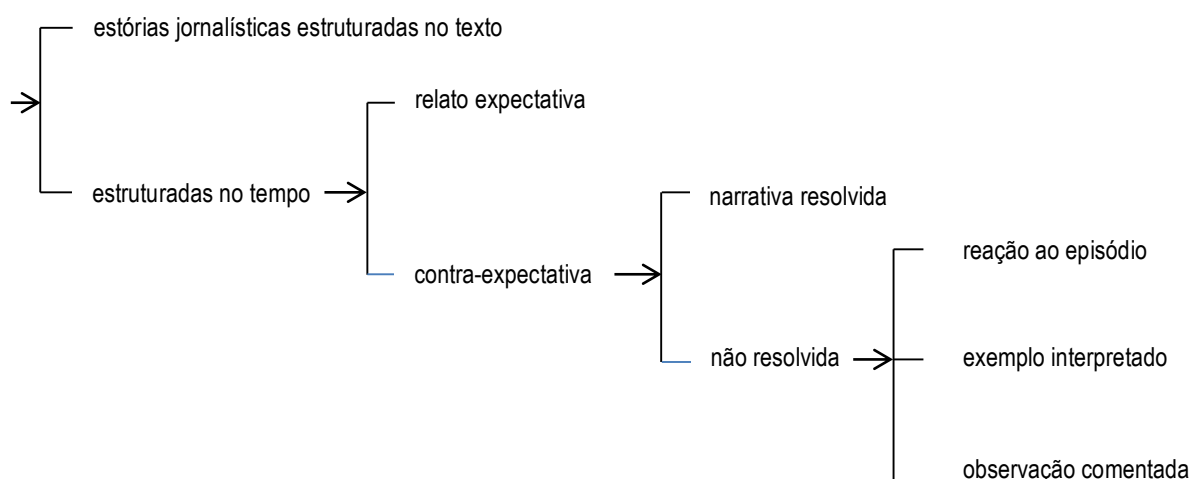 estórias jornalísticas estruturadas no texto
relato expectativa
estruturadas no tempo
narrativa resolvida
contra-expectativa
reação ao episódio
não resolvida
exemplo interpretado
observação comentada